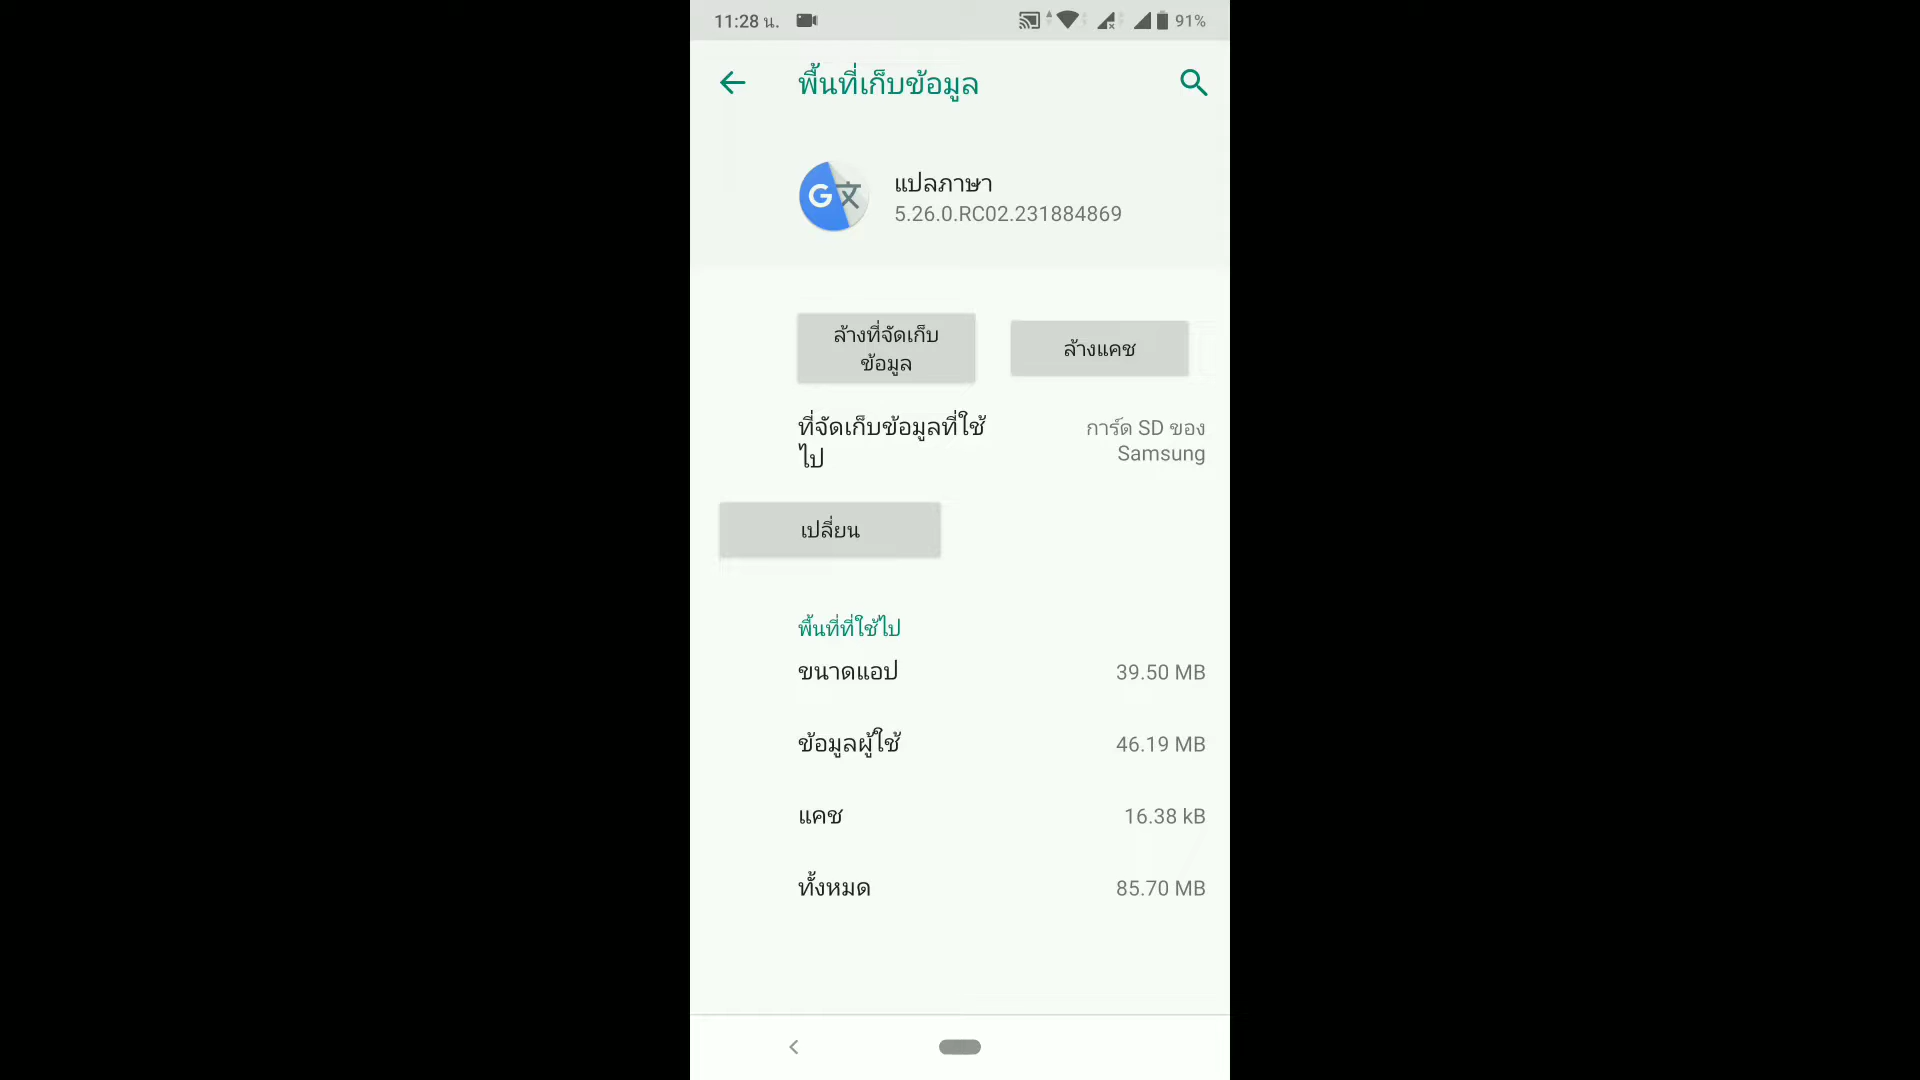 11:28 น.
91%
พื้นที่เก็บข้อมูล
G 文
แปลภาษา
5.26.0.RC02.231884869
ล้างที่จัดเก็บ
ข้อมูล
ล้างแคช
ที่จัดเก็บข้อมูลที่ใช้
ไป
การ์ด SD ของ
Samsung
เปลี่ยน
พื้นที่ที่ใช้ไป
ขนาดแอป
39.50 MB
ข้อมูลผู้ใช้
46.19 MB
แคช
16.38 kB
ทั้งหมด
85.70 MB